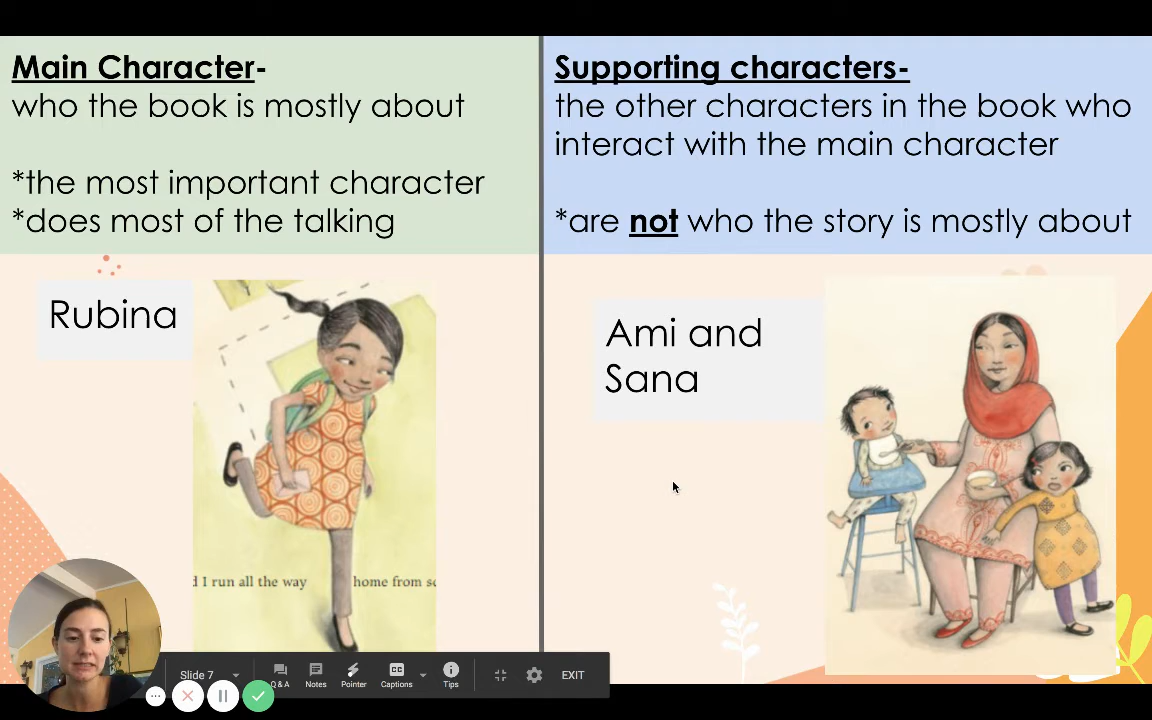 Main Character-
who the book is mostly about
*the most important character
*does most of the talking
Supporting characters-
the other characters in the book who
interact with the main character
*are not who the story is mostly about
Rubina
I run all the way home from
Ami and
Sana
Slide 7
Q & A
Notes
Pointer
CC
Captions
Tips
EXIT